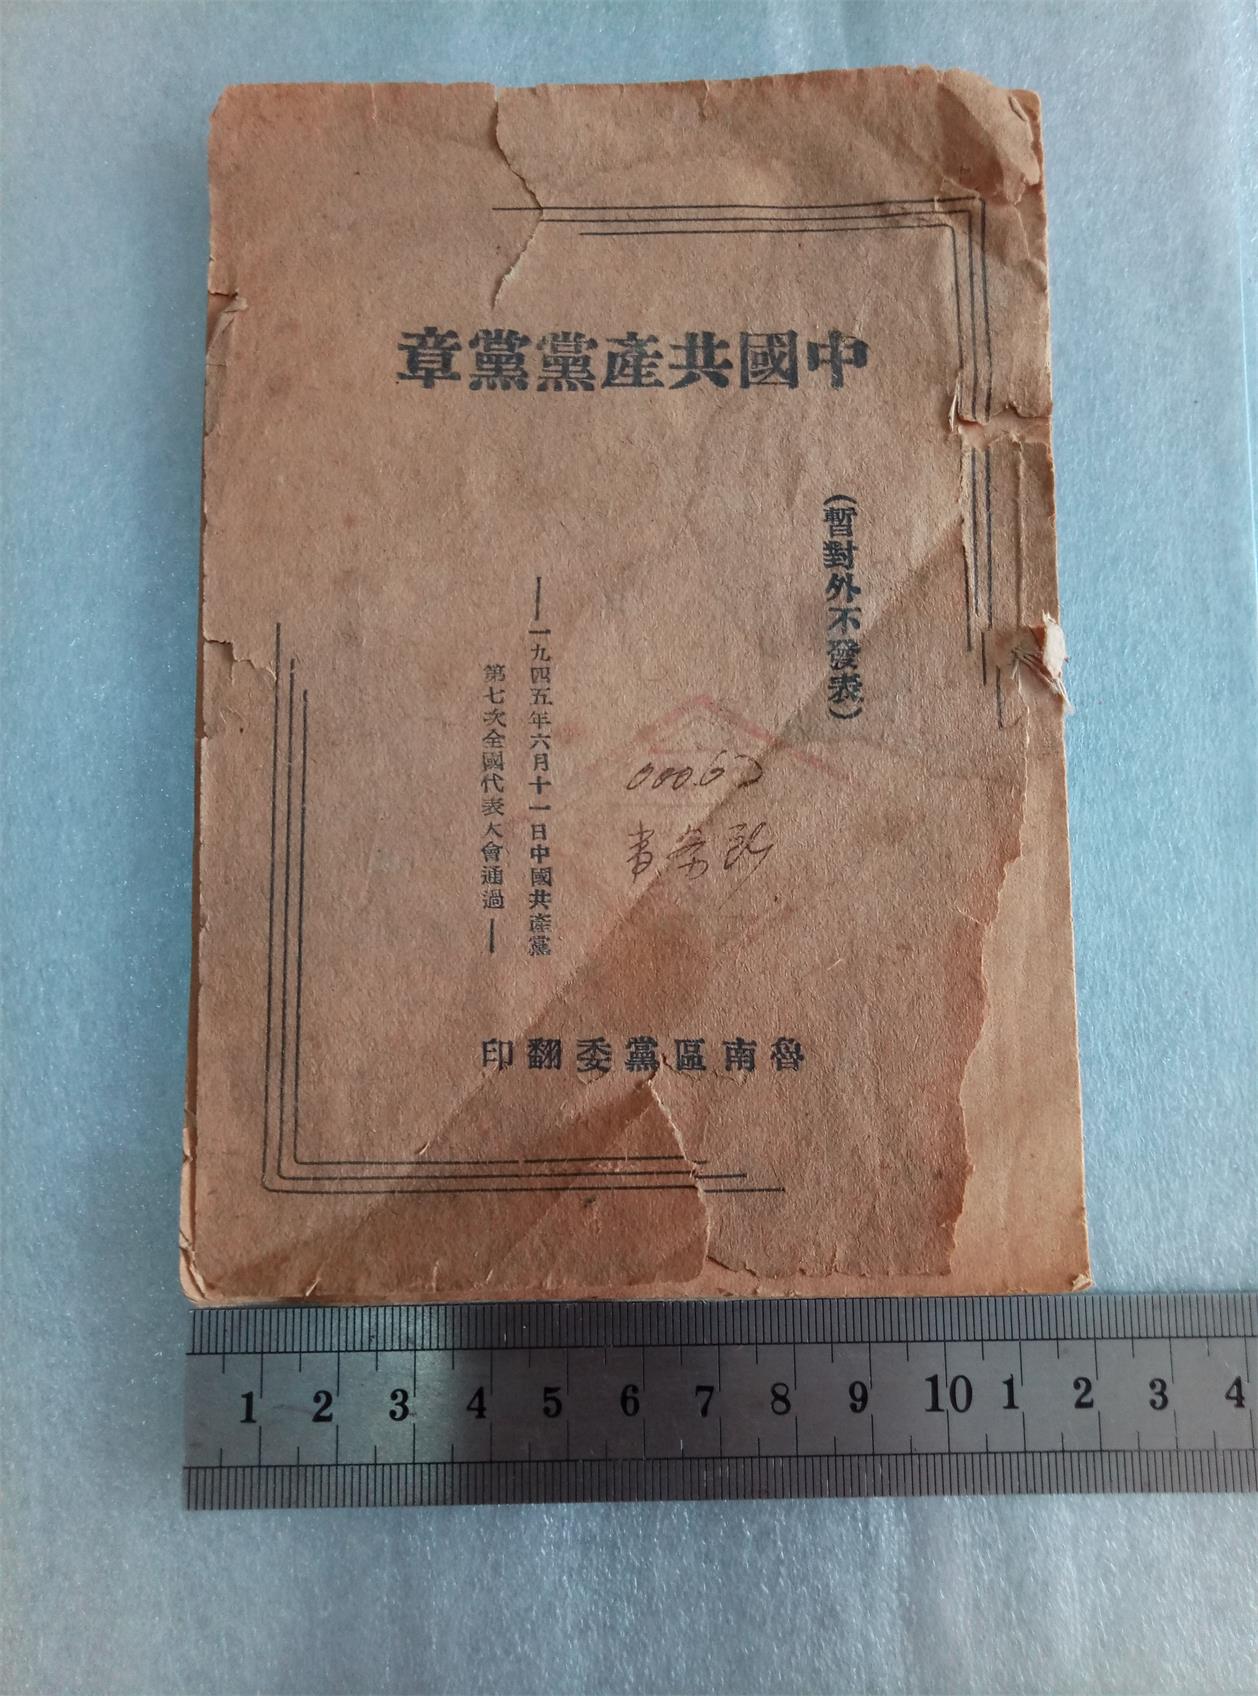 中國共產黨黨章
（暫對外不發表）
——一九四五年六月十一日中國共產黨
第七次全國代表大會通過——
魯南區黨委翻印
1 2 3 4 5 6 7 8 9 10 1 2 3 4